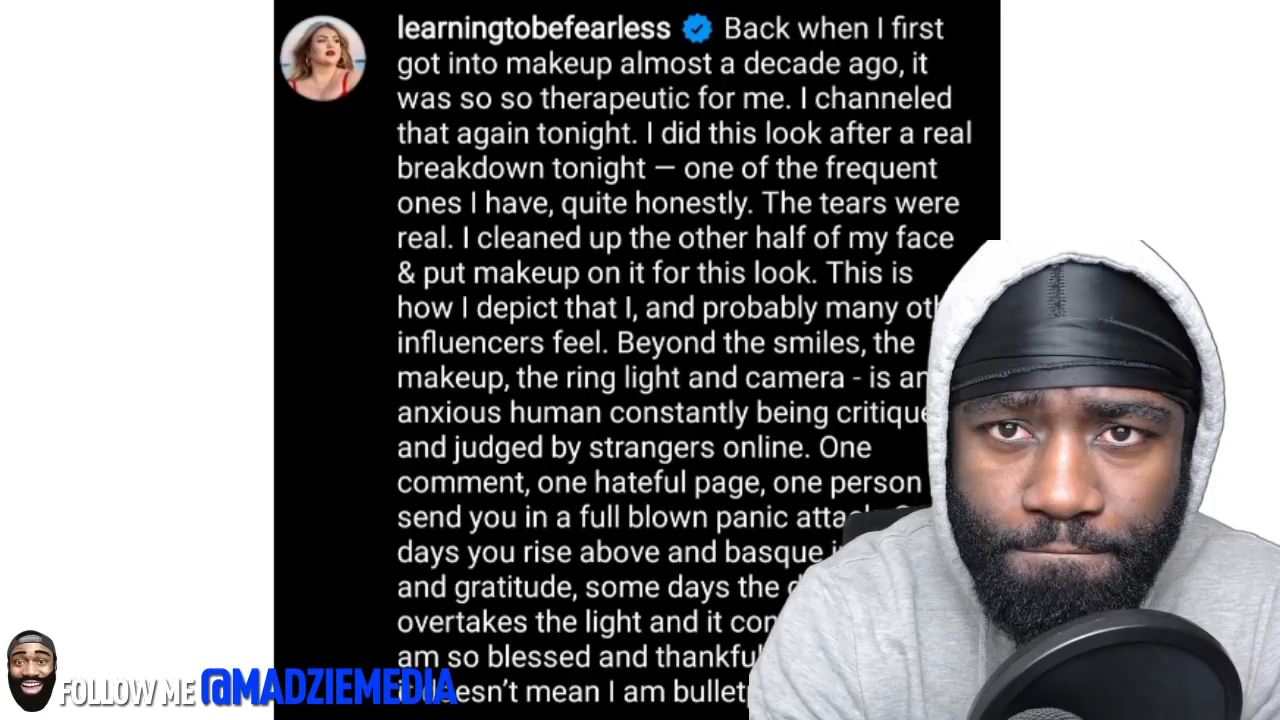 learningtobefearless Back when I first
got into makeup almost a decade ago, it
was so so therapeutic for me. I channeled
that again tonight. I did this look after a real
breakdown tonight — one of the frequent
ones I have, quite honestly. The tears were
real. I cleaned up the other half of my face
& put makeup on it for this look. This is
how I depict that I, and probably many oth
influencers feel. Beyond the smiles, the
makeup, the ring light and camera - is an
anxious human constantly being critique
and judged by strangers online. One
comment, one hateful page, one person
send you in a full blown panic attack.
days you rise above and basque
and gratitude, some days the
overtakes the light and it
am so blessed and thankful
doesn't mean I am
FOLLOW ME @MADZIEMEDIA